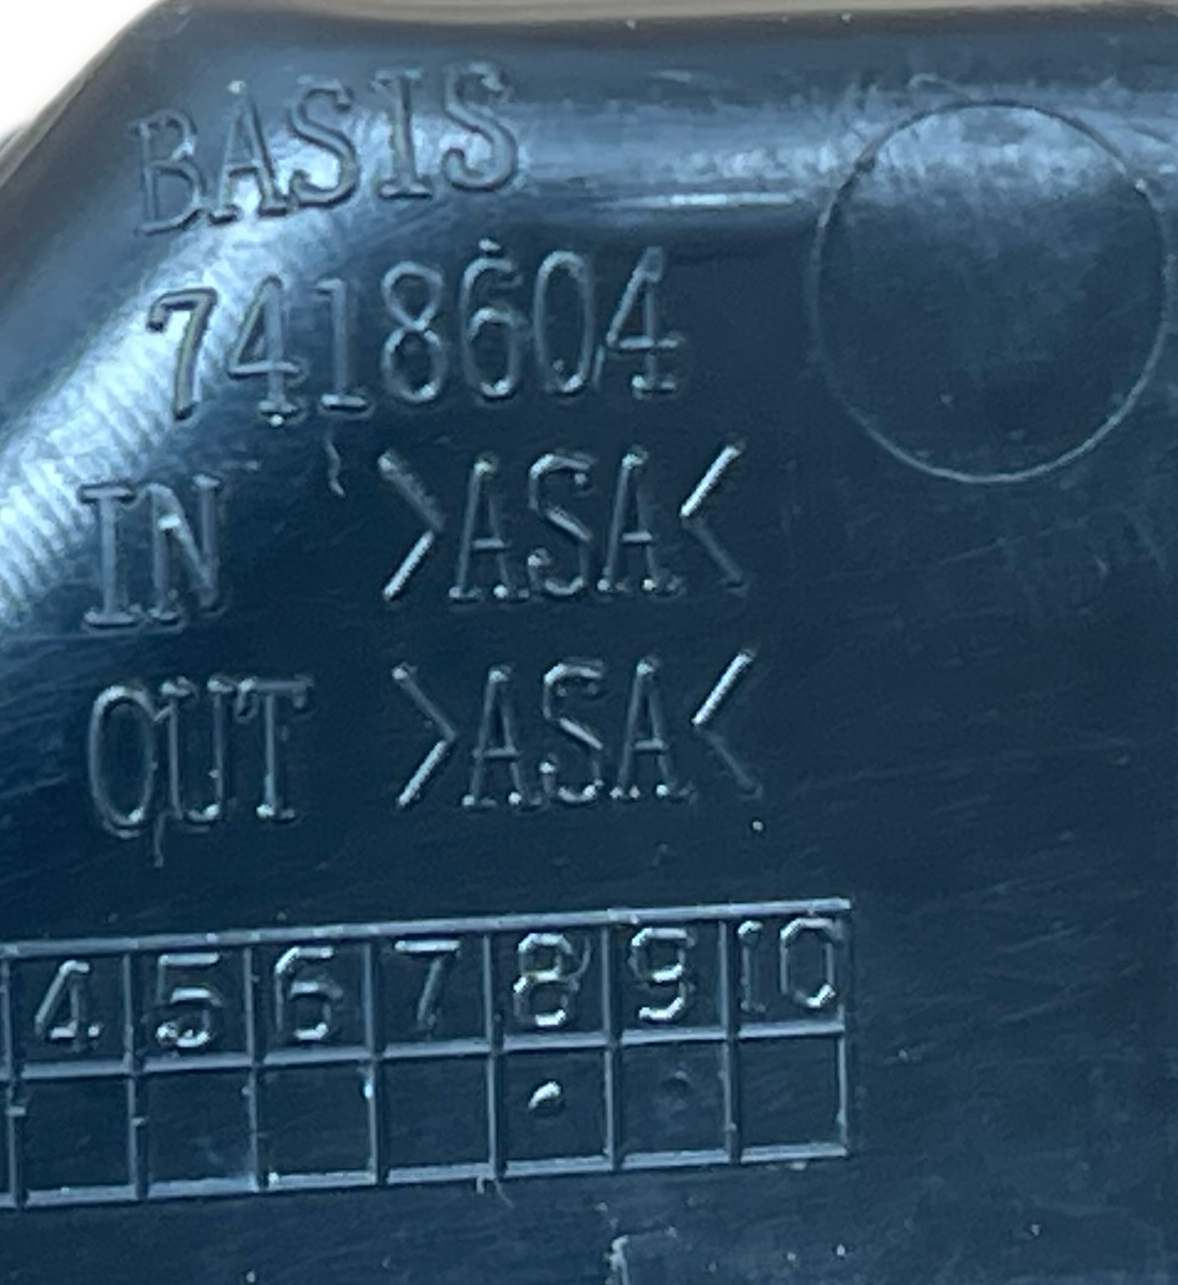 BASIS
7418604
IN >ASA<
OUT >ASA<
4 5 6 7 8 9 10